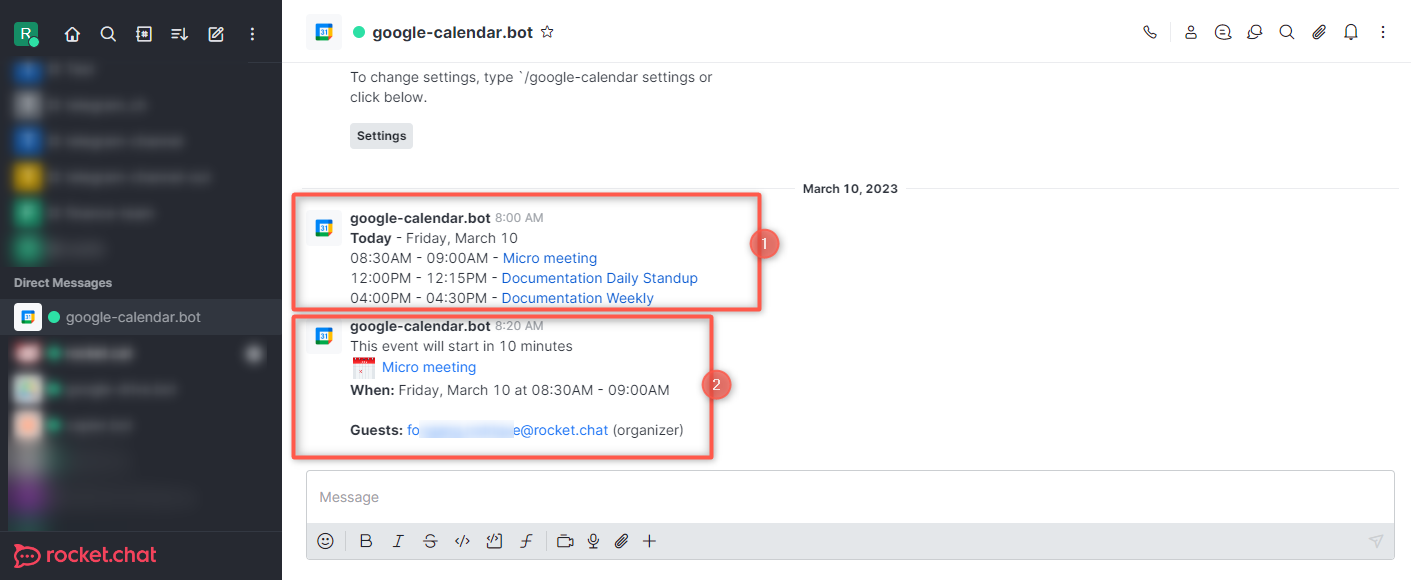 R
google-calendar.bot
To change settings, type `/google-calendar settings or
click below.
Settings
March 10, 2023
google-calendar.bot 8:00 AM
Today - Friday, March 10
08:30AM - 09:00AM - Micro meeting
12:00PM - 12:15PM - Documentation Daily Standup
04:00PM - 04:30PM - Documentation Weekly
1
google-calendar.bot 8:20 AM
This event will start in 10 minutes
Micro meeting
When: Friday, March 10 at 08:30AM - 09:00AM
Guests: fo e@rocket.chat (organizer)
2
Direct Messages
google-calendar.bot
rocket.chat
Message